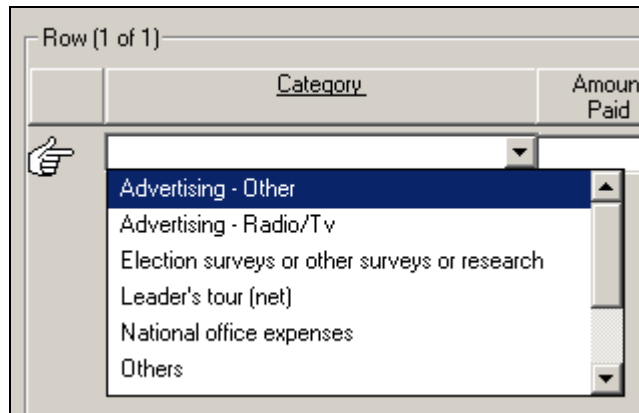 Row (1 of 1)
Category
Amoun
Paid
Advertising - Other
Advertising - Radio/Tv
Election surveys or other surveys or research
Leader's tour (net)
National office expenses
Others